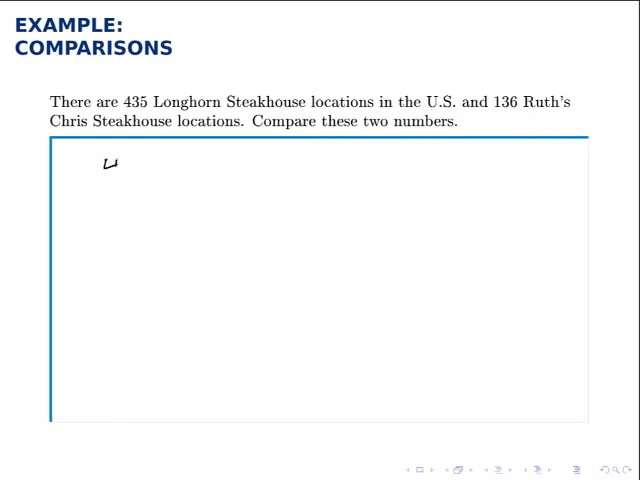 EXAMPLE:
COMPARISONS
There are 435 Longhorn Steakhouse locations in the U.S. and 136 Ruth's
Chris Steakhouse locations. Compare these two numbers.